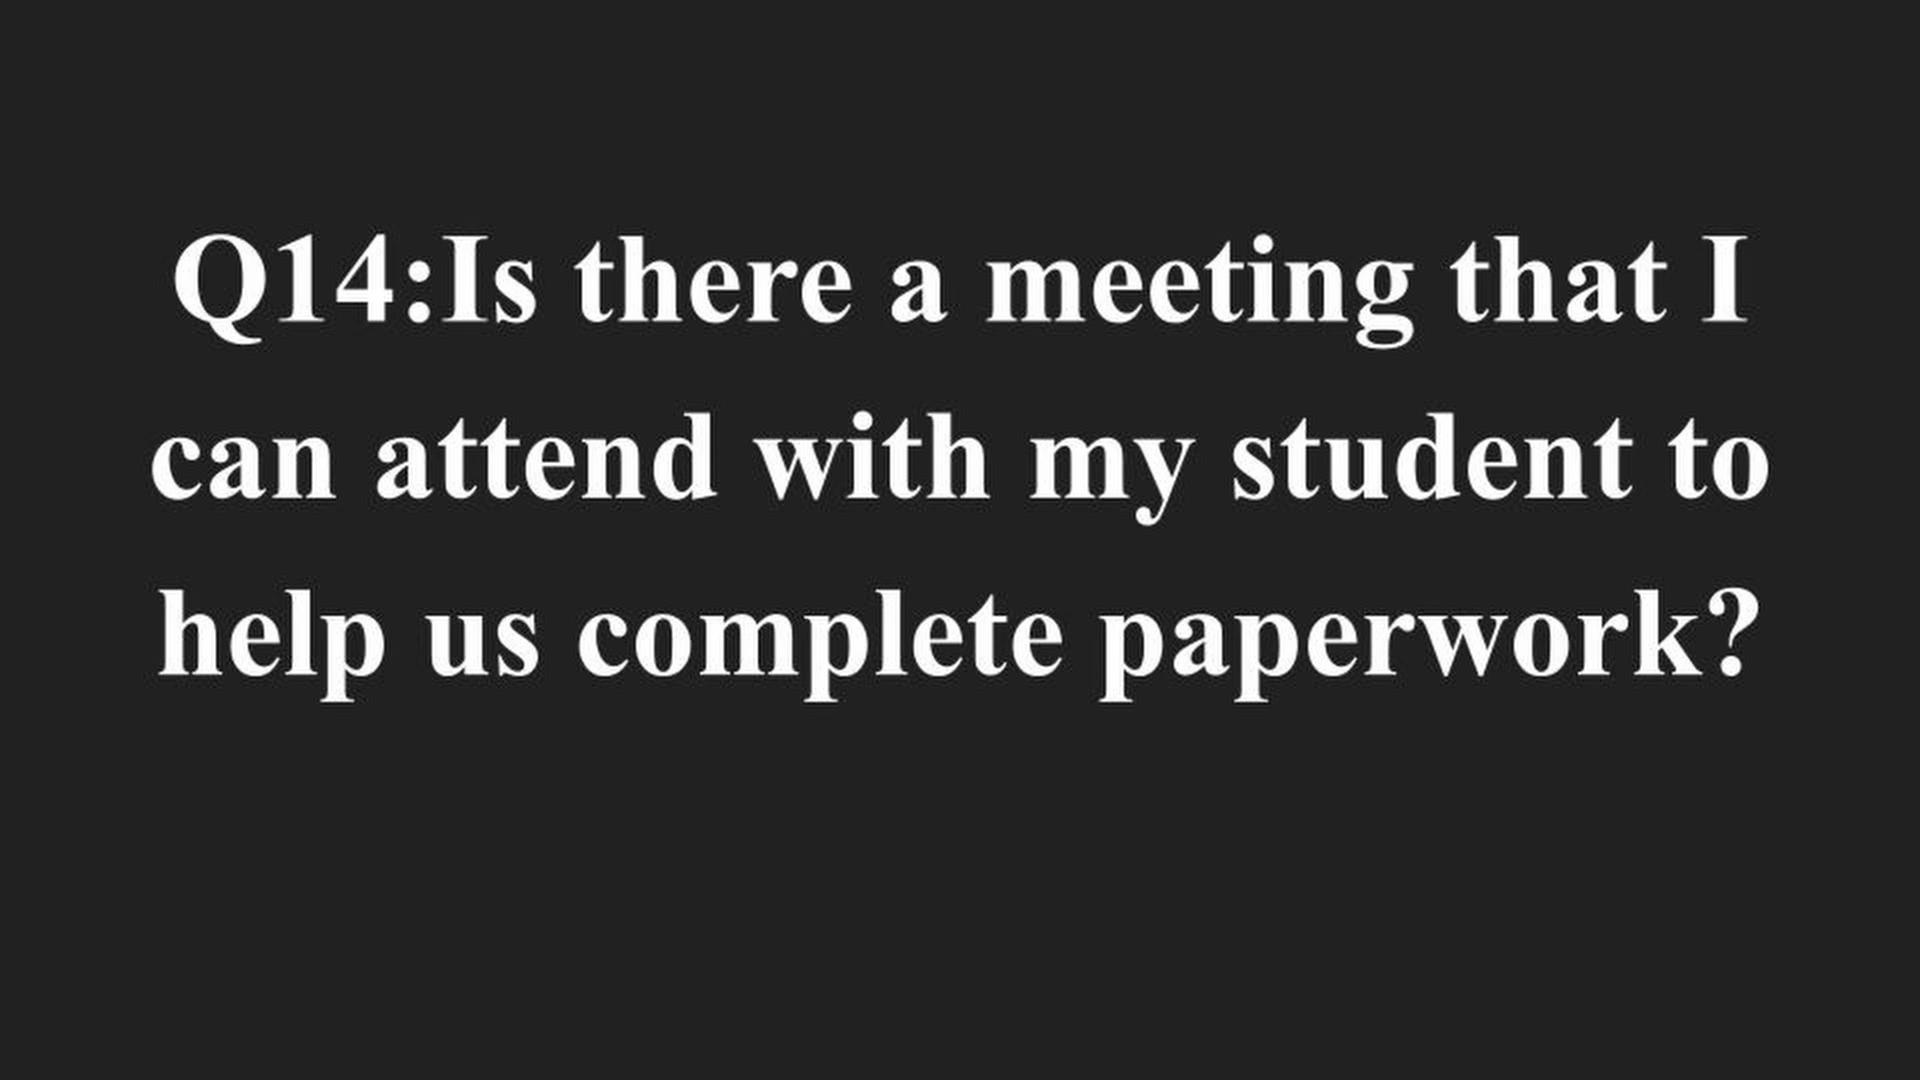 Q14:Is there a meeting that I
can attend with my student to
help us complete paperwork?